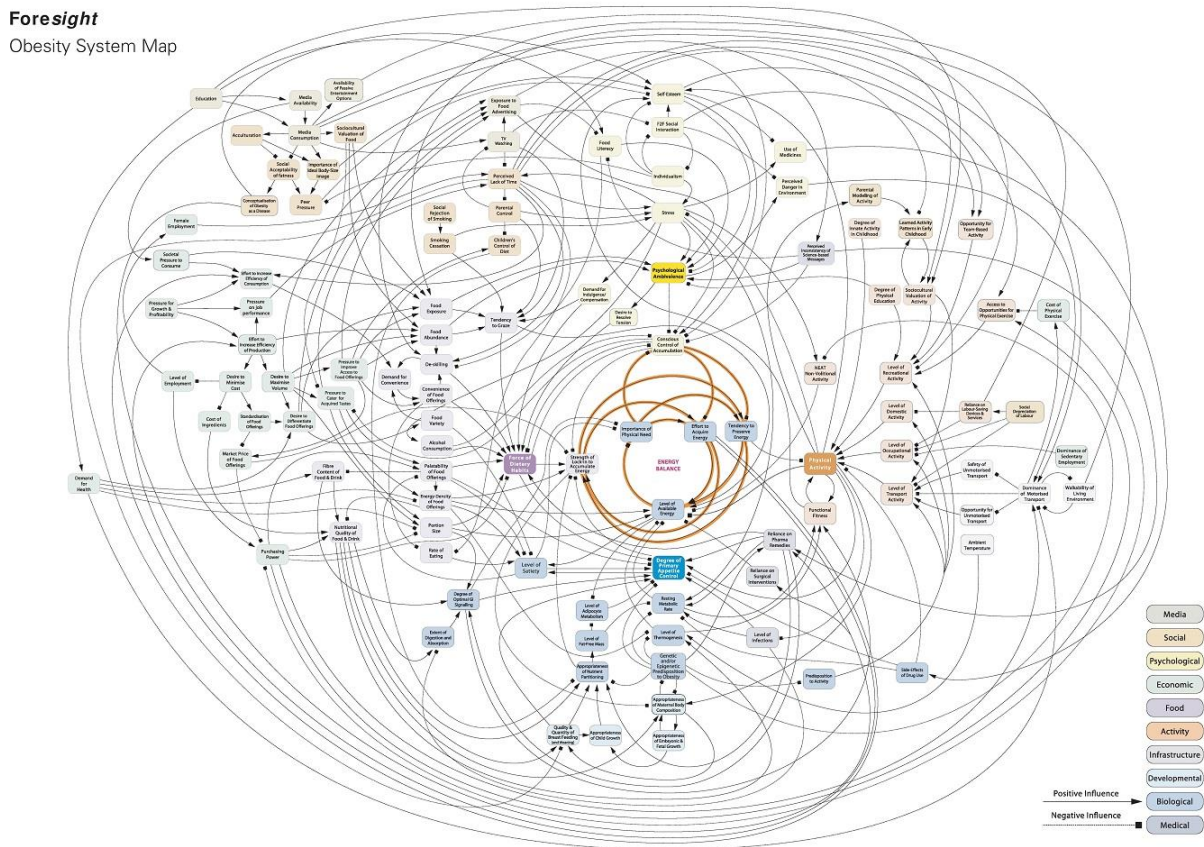 Foresight
Obesity System Map
Education
Media
Availability
Availability
of Passive
Entertainment
Options
Media
Consumption
Sociocultural
Valuation of
Food
Acculturation
Social
Acceptability
of Fatness
Importance of
Ideal Body-Size
Image
Conceptualisation
of Obesity
as a Disease
Peer
Pressure
Exposure to
Food
Advertising
TV
Watching
Perceived
Lack of Time
Parental
Control
Children's
Control of
Diet
Social
Rejection
of Smoking
Smoking
Cessation
Self Esteem
F2F Social
Interaction
Food
Literacy
Individualism
Stress
Psychological
Ambivalence
Demand for
Indulgence/
Compensation
Desire to
Resolve
Tension
Conscious
Control of
Accumulation
Use of
Medicines
Perceived
Danger in
Environment
Parental
Modelling of
Activity
Degree of
Innate Activity
in Childhood
Learned Activity
Patterns in Early
Childhood
Opportunity for
Team-Based
Activity
Perceived
Inconsistency of
Science-based
Messages
Degree of
Physical
Education
Sociocultural
Valuation of
Activity
Access to
Opportunities for
Physical Exercise
Cost of
Physical
Exercise
Female
Employment
Societal
Pressure to
Consume
Effort to Increase
Efficiency of
Consumption
Pressure for
Growth &
Profitability
Pressure
on Job
performance
Effort to
Increase Efficiency
of Production
Level of
Employment
Desire to
Minimise
Cost
Desire to
Maximise
Volume
Pressure to
Improve
Access to
Food Offerings
Pressure to
Cater for
Acquired Tastes
Cost of
Ingredients
Standardisation
of Food
Offerings
Desire to
Differentiate
Food Offerings
Market Price
of Food
Offerings
Demand
for
Health
Purchasing
Power
Food
Exposure
Food
Abundance
Tendency
to Graze
De-skilling
Demand for
Convenience
Convenience
of Food
Offerings
Food
Variety
Alcohol
Consumption
Palatability
of Food
Offerings
Energy Density
of Food
Offerings
Portion
Size
Rate of
Eating
Fibre
Content of
Food & Drink
Nutritional
Quality of
Food & Drink
Force of
Dietary
Habits
Strength of
Lock-in to
Accumulate
Energy
Importance of
Physical Need
Effort to
Acquire
Energy
Tendency to
Preserve
Energy
ENERGY
BALANCE
Level of
Available
Energy
NEAT
Non-Volitional
Activity
Level of
Recreational
Activity
Level of
Domestic
Activity
Level of
Occupational
Activity
Level of
Transport
Activity
Physical
Activity
Functional
Fitness
Reliance on
Labour-Saving
Devices &
Services
Social
Depreciation
of Labour
Dominance
of Sedentary
Employment
Safety of
Unmotorised
Transport
Dominance
of Motorised
Transport
Walkability of
Living
Environment
Opportunity for
Unmotorised
Transport
Ambient
Temperature
Reliance on
Pharma
Remedies
Reliance on
Surgical
Interventions
Level of
Satiety
Degree of
Primary
Appetite
Control
Degree of
Optimal GI
Signalling
Extent of
Digestion and
Absorption
Level of
Adipocyte
Metabolism
Level of
Fat-Free Mass
Resting
Metabolic
Rate
Level of
Thermogenesis
Level of
Infections
Genetic
and/or
Epigenetic
Predisposition
to Obesity
Appropriateness
of Nutrient
Partitioning
Predisposition
to Activity
Side-Effects
of Drug Use
Appropriateness
of Maternal Body
Composition
Quality &
Quantity of
Breast Feeding
and Weaning
Appropriateness
of Child Growth
Appropriateness
of Embryonic &
Fetal Growth
Media
Social
Psychological
Economic
Food
Activity
Infrastructure
Developmental
Biological
Medical
Positive Influence
Negative Influence